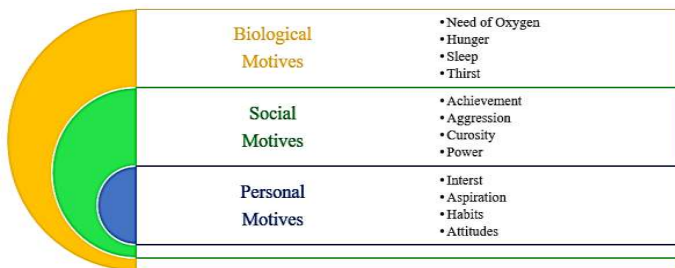 Biological
Motives
• Need of Oxygen
• Hunger
• Sleep
• Thirst
Social
Motives
• Achievement
• Aggression
• Curosity
• Power
Personal
Motives
• Interst
• Aspiration
• Habits
• Attitudes